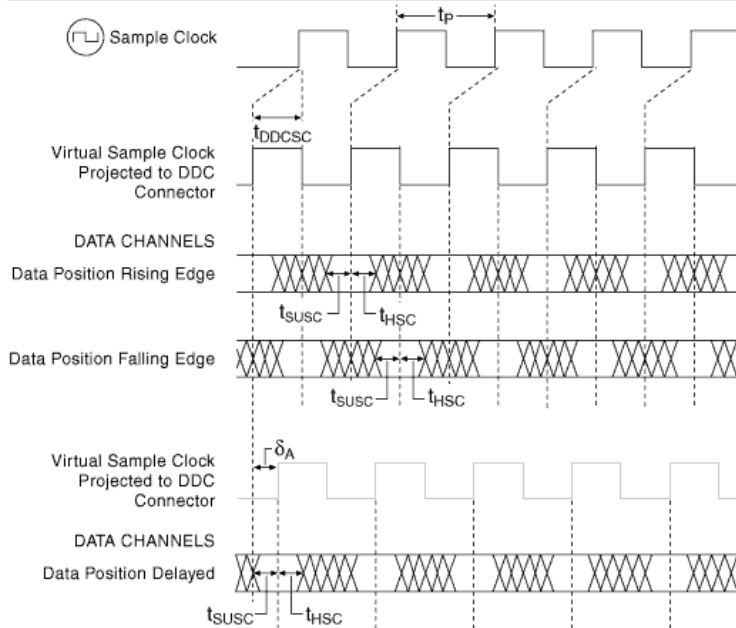 tP
Sample Clock
tDDCSC
Virtual Sample Clock
Projected to DDC
Connector
DATA CHANNELS
Data Position Rising Edge
tSUSC
tHSC
Data Position Falling Edge
tSUSC
tHSC
δA
Virtual Sample Clock
Projected to DDC
Connector
DATA CHANNELS
Data Position Delayed
tSUSC
tHSC